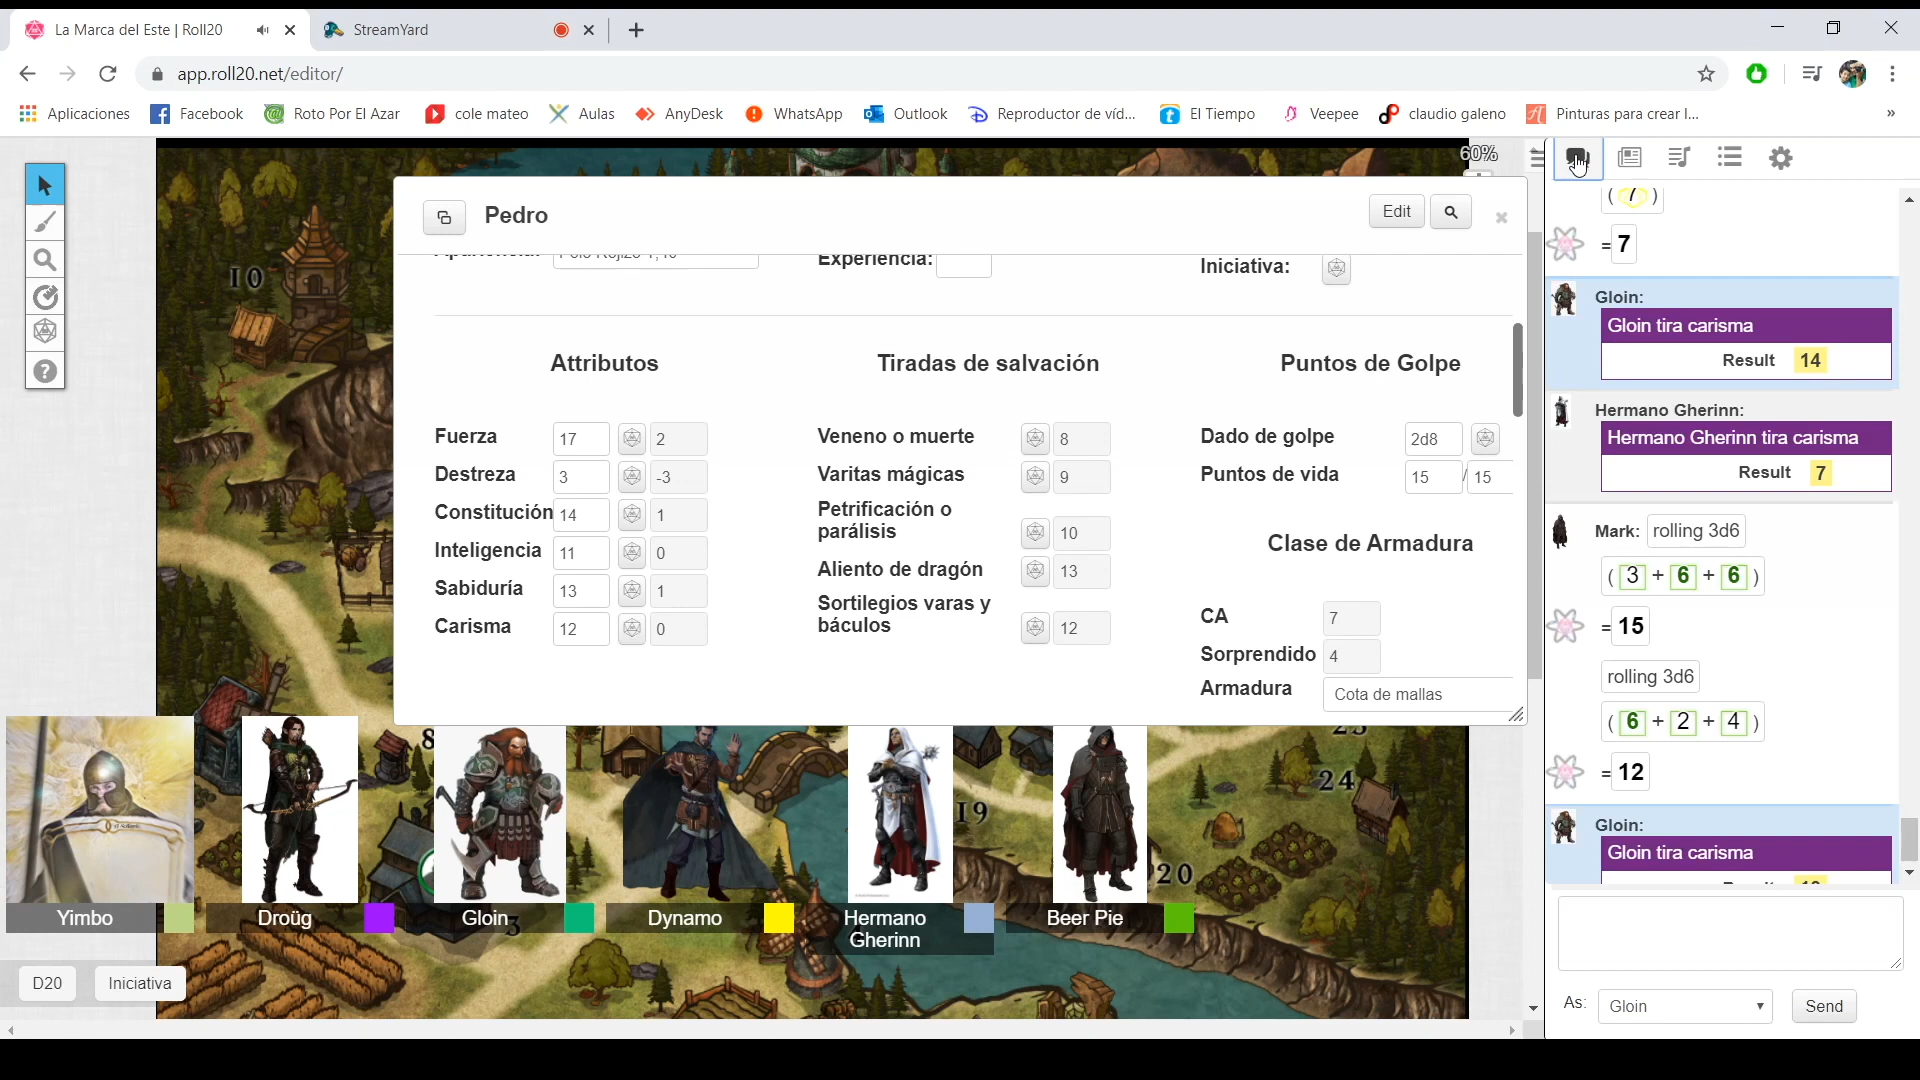 La Marca del Este | Roll20
StreamYard
app.roll20.net/editor/
Aplicaciones
Facebook
Roto Por El Azar
cole mateo
Aulas
AnyDesk
WhatsApp
Outlook
Reproductor de víd...
El Tiempo
Veepee
claudio galeno
Pinturas para crear l...
»
60%
Pedro
Edit
Experiencia:
Iniciativa:
Attributos
Tiradas de salvación
Puntos de Golpe
Fuerza 17 2
Destreza 3 -3
Constitución 14 1
Inteligencia 11 0
Sabiduría 13 1
Carisma 12 0
Veneno o muerte 8
Varitas mágicas 9
Petrificación o
parálisis 10
Aliento de dragón 13
Sortilegios varas y
báculos 12
Dado de golpe 2d8
Puntos de vida 15 / 15
Clase de Armadura
CA 7
Sorprendido 4
Armadura Cota de mallas
10
8
19
20
24
3
Yimbo
Droüg
Gloin
Dynamo
Hermano
Gherinn
Beer Pie
D20
Iniciativa
( 7 )
= 7
Gloin:
Gloin tira carisma
Result 14
Hermano Gherinn:
Hermano Gherinn tira carisma
Result 7
Mark: rolling 3d6
( 3 + 6 + 6 )
= 15
rolling 3d6
( 6 + 2 + 4 )
= 12
Gloin:
Gloin tira carisma
As: Gloin
Send